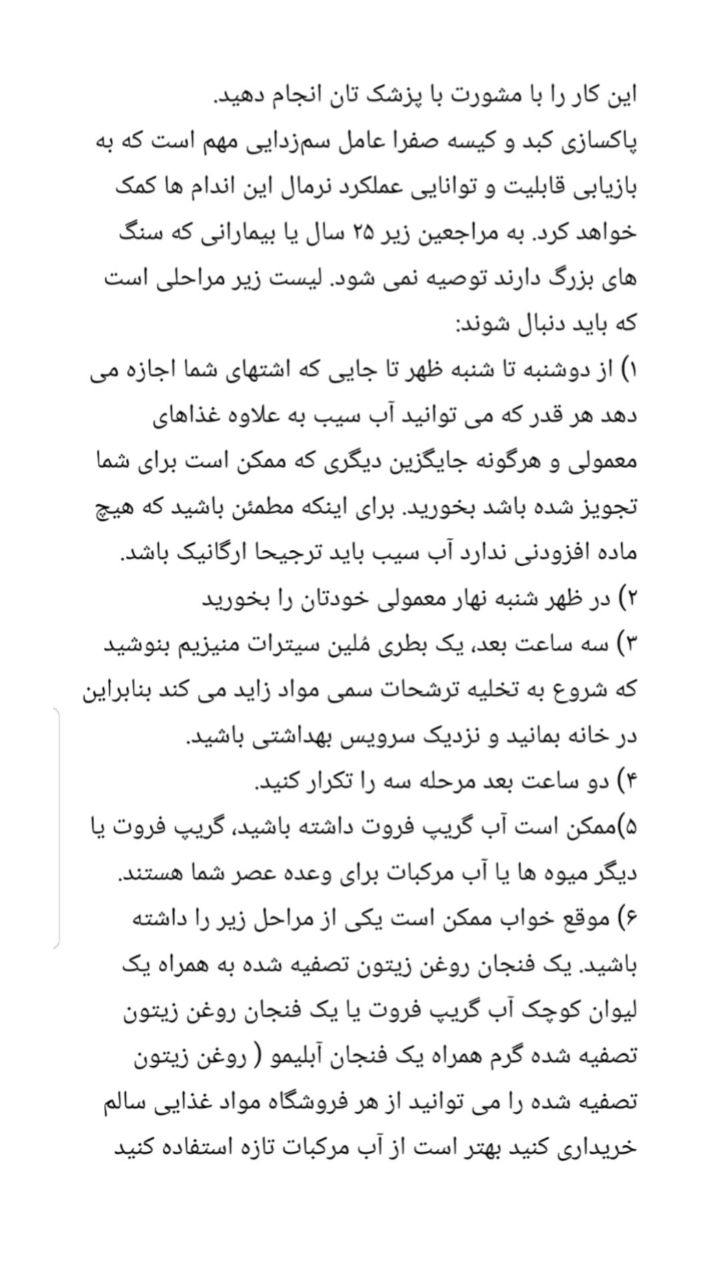 این کار را با مشورت با پزشک تان انجام دهید.
پاکسازی کبد و کیسه صفرا عامل سم‌زدایی مهم است که به
بازیابی قابلیت و توانایی عملکرد نرمال این اندام ها کمک
خواهد کرد. به مراجعین زیر ۲۵ سال یا بیمارانی که سنگ
های بزرگ دارند توصیه نمی شود. لیست زیر مراحلی است
که باید دنبال شوند:
۱) از دوشنبه تا شنبه ظهر تا جایی که اشتهای شما اجازه می
دهد هر قدر که می توانید آب سیب به علاوه غذاهای
معمولی و هرگونه جایگزین دیگری که ممکن است برای شما
تجویز شده باشد بخورید. برای اینکه مطمئن باشید که هیچ
ماده افزودنی ندارد آب سیب باید ترجیحا ارگانیک باشد.
۲) در ظهر شنبه نهار معمولی خودتان را بخورید
۳) سه ساعت بعد، یک بطری مُلین سیترات منیزیم بنوشید
که شروع به تخلیه ترشحات سمی مواد زاید می کند بنابراین
در خانه بمانید و نزدیک سرویس بهداشتی باشید.
۴) دو ساعت بعد مرحله سه را تکرار کنید.
۵)ممکن است آب گریپ فروت داشته باشید، گریپ فروت یا
دیگر میوه ها یا آب مرکبات برای وعده عصر شما هستند.
۶) موقع خواب ممکن است یکی از مراحل زیر را داشته
باشید. یک فنجان روغن زیتون تصفیه شده به همراه یک
لیوان کوچک آب گریپ فروت یا یک فنجان روغن زیتون
تصفیه شده گرم همراه یک فنجان آبلیمو ( روغن زیتون
تصفیه شده را می توانید از هر فروشگاه مواد غذایی سالم
خریداری کنید بهتر است از آب مرکبات تازه استفاده کنید